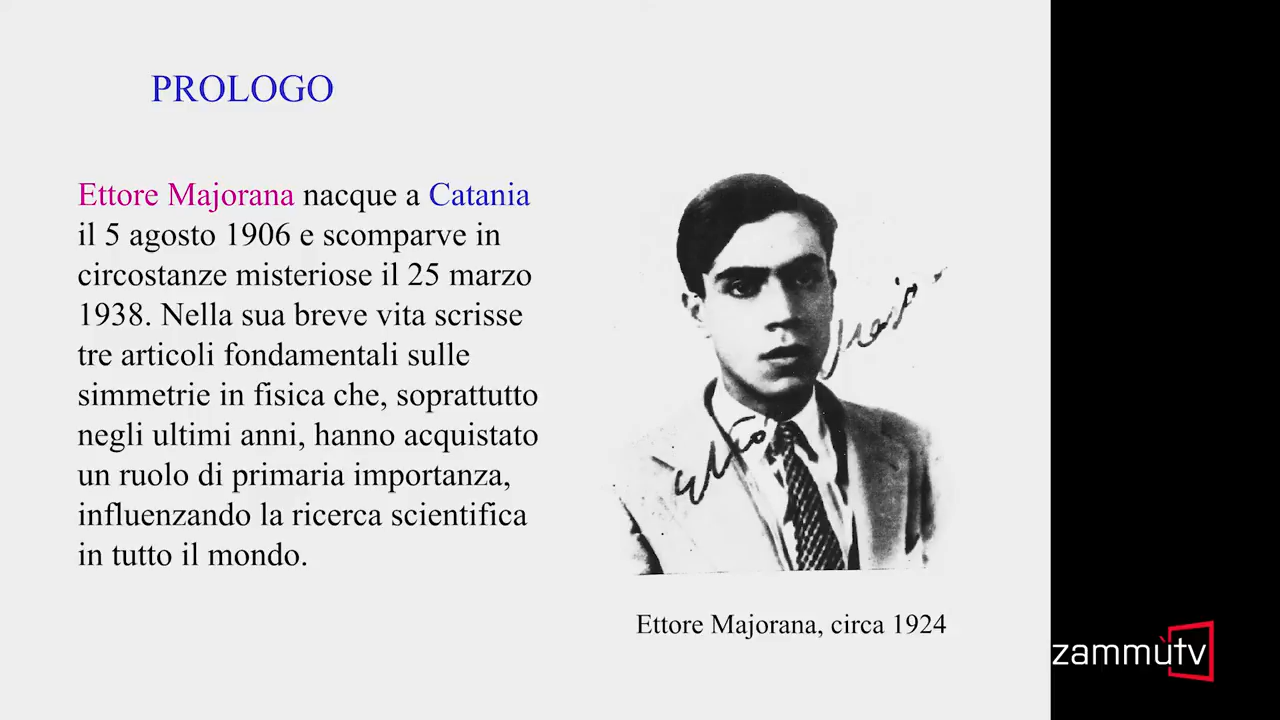 PROLOGO
Ettore Majorana nacque a Catania
il 5 agosto 1906 e scomparve in
circostanze misteriose il 25 marzo
1938. Nella sua breve vita scrisse
tre articoli fondamentali sulle
simmetrie in fisica che, soprattutto
negli ultimi anni, hanno acquistato
un ruolo di primaria importanza,
influenzando la ricerca scientifica
in tutto il mondo.
Ettore Majorana, circa 1924
zammùtv